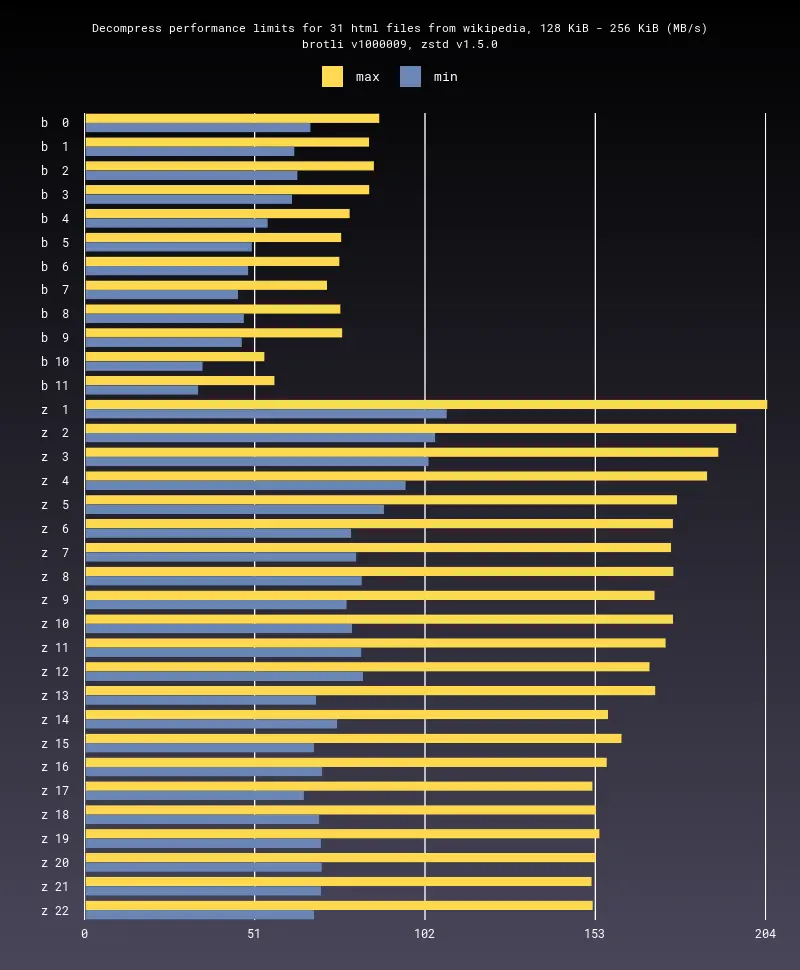 Decompress performance limits for 31 html files from wikipedia, 128 KiB - 256 KiB (MB/s)
brotli v1000009, zstd v1.5.0
max min
b 0
b 1
b 2
b 3
b 4
b 5
b 6
b 7
b 8
b 9
b 10
b 11
z 1
z 2
z 3
z 4
z 5
z 6
z 7
z 8
z 9
z 10
z 11
z 12
z 13
z 14
z 15
z 16
z 17
z 18
z 19
z 20
z 21
z 22
0 51 102 153 204